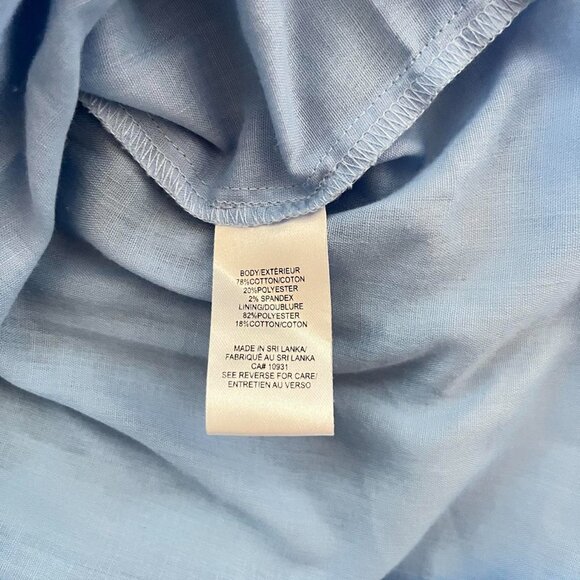 BODY/EXTÉRIEUR
78%COTTON/COTON
20%POLYESTER
2% SPANDEX
LINING/DOUBLURE
82%POLYESTER
18%COTTON/COTON
MADE IN SRI LANKA/
FABRIQUÉ AU SRI LANKA
CA# 10931
SEE REVERSE FOR CARE/
ENTRETIEN AU VERSO